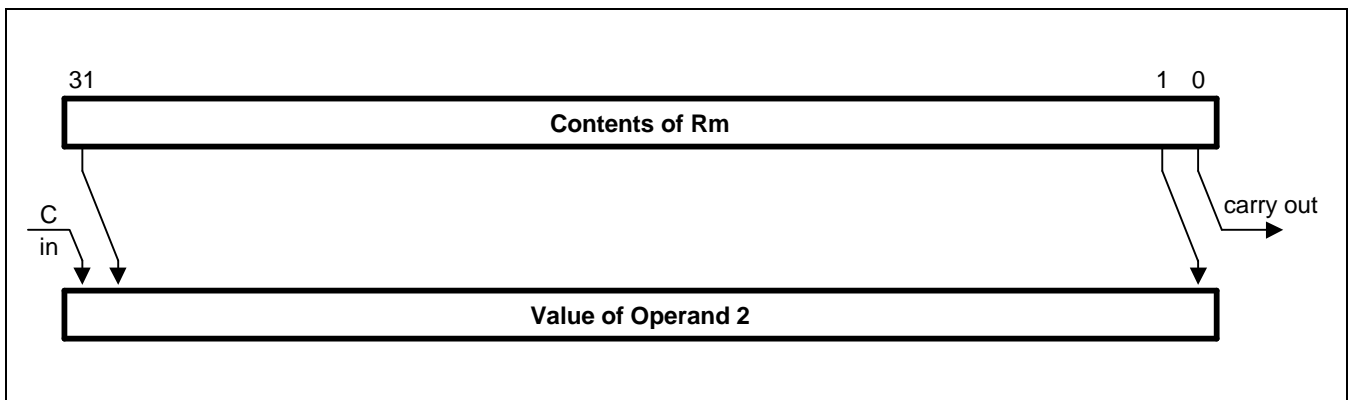 31
1 0
Contents of Rm
C
in
carry out
Value of Operand 2